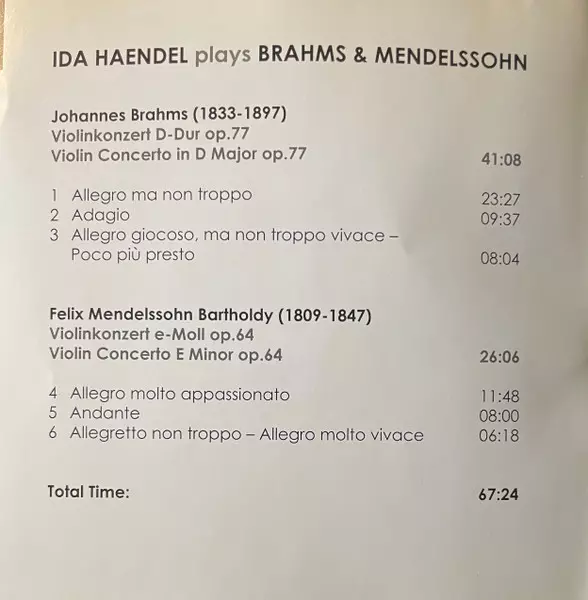 IDA HAENDEL plays BRAHMS & MENDELSSOHN
Johannes Brahms (1833-1897)
Violinkonzert D-Dur op.77
Violin Concerto in D Major op.77 41:08
1 Allegro ma non troppo 23:27
2 Adagio 09:37
3 Allegro giocoso, ma non troppo vivace –
Poco più presto 08:04
Felix Mendelssohn Bartholdy (1809-1847)
Violinkonzert e-Moll op.64
Violin Concerto E Minor op.64 26:06
4 Allegro molto appassionato 11:48
5 Andante 08:00
6 Allegretto non troppo – Allegro molto vivace 06:18
Total Time: 67:24